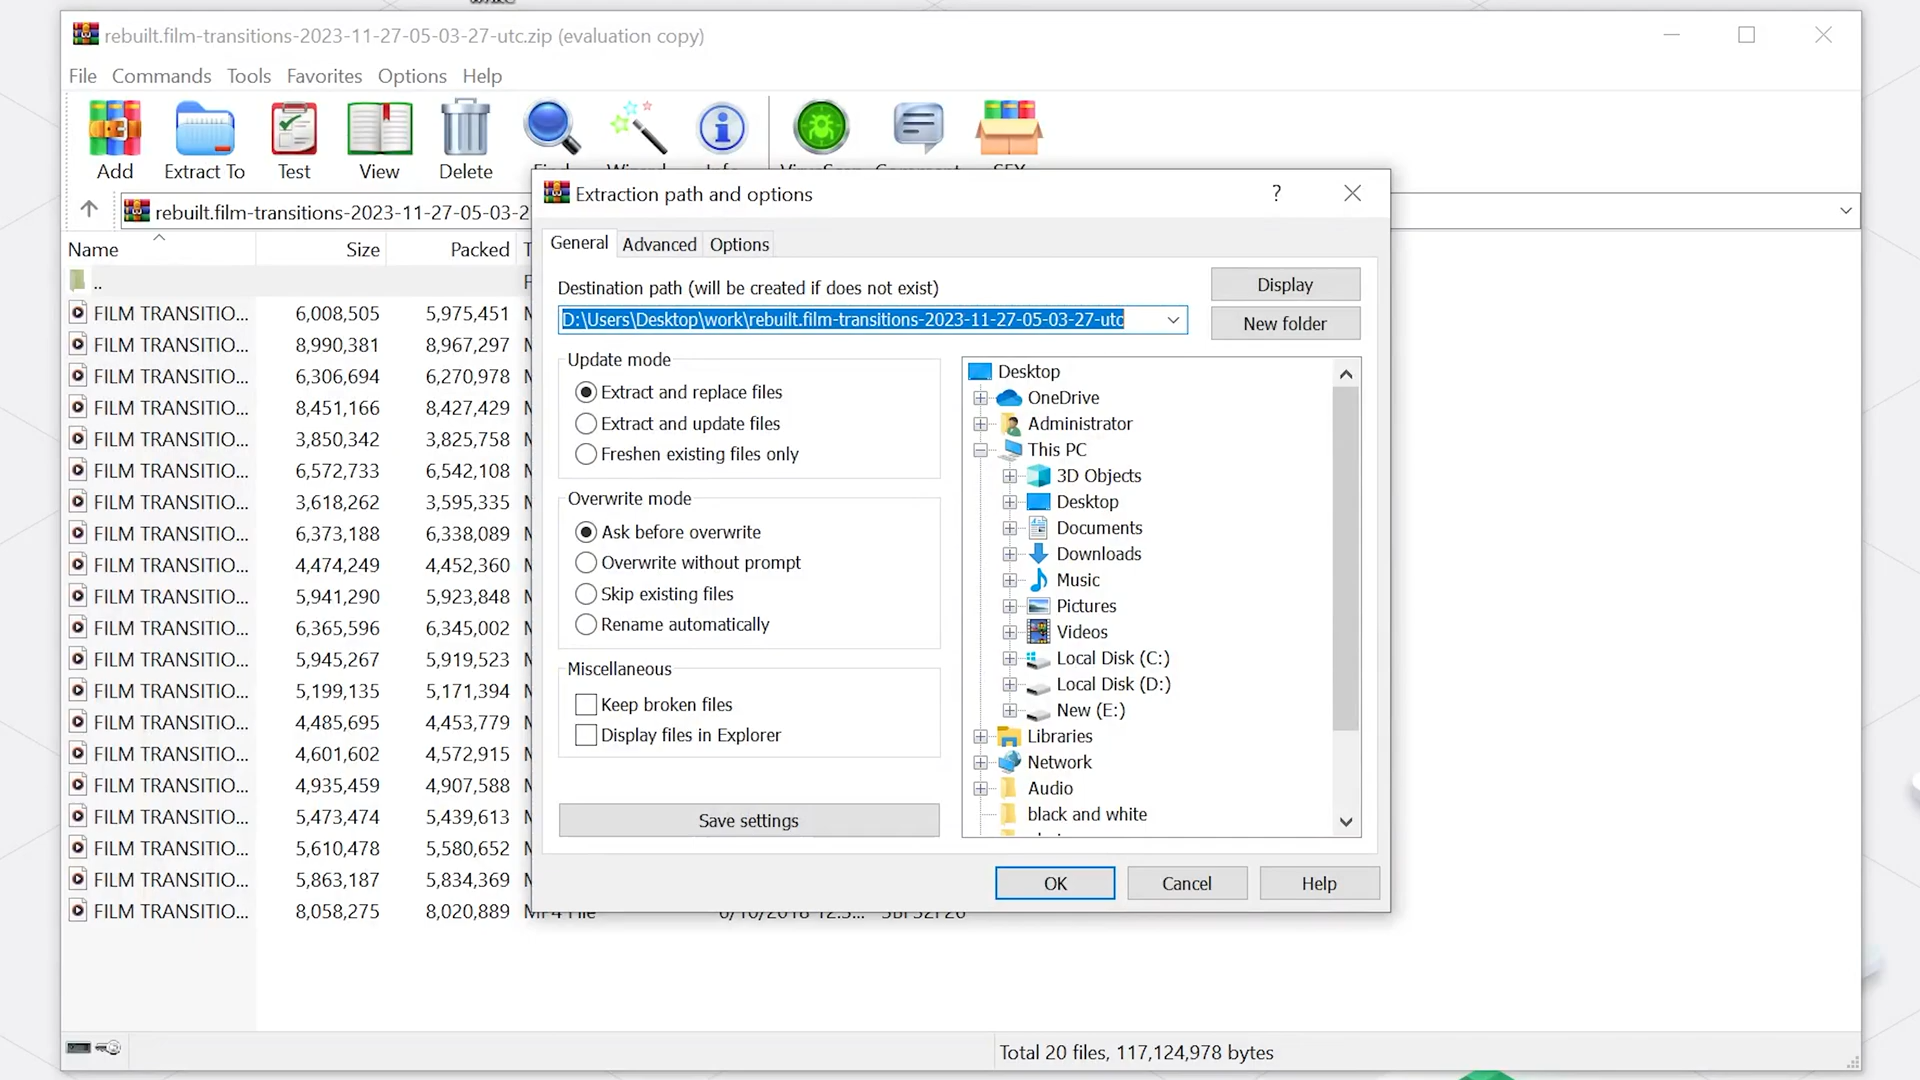 rebuilt.film-transitions-2023-11-27-05-03-27-utc.zip (evaluation copy)
File Commands Tools Favorites Options Help
Add Extract To Test View Delete
rebuilt.film-transitions-2023-11-27-05-03-2
Name Size Packed
..
FILM TRANSITIO... 6,008,505 5,975,451
FILM TRANSITIO... 8,990,381 8,967,297
FILM TRANSITIO... 6,306,694 6,270,978
FILM TRANSITIO... 8,451,166 8,427,429
FILM TRANSITIO... 3,850,342 3,825,758
FILM TRANSITIO... 6,572,733 6,542,108
FILM TRANSITIO... 3,618,262 3,595,335
FILM TRANSITIO... 6,373,188 6,338,089
FILM TRANSITIO... 4,474,249 4,452,360
FILM TRANSITIO... 5,941,290 5,923,848
FILM TRANSITIO... 6,365,596 6,345,002
FILM TRANSITIO... 5,945,267 5,919,523
FILM TRANSITIO... 5,199,135 5,171,394
FILM TRANSITIO... 4,485,695 4,453,779
FILM TRANSITIO... 4,601,602 4,572,915
FILM TRANSITIO... 4,935,459 4,907,588
FILM TRANSITIO... 5,473,474 5,439,613
FILM TRANSITIO... 5,610,478 5,580,652
FILM TRANSITIO... 5,863,187 5,834,369
FILM TRANSITIO... 8,058,275 8,020,889 MP4 File
Extraction path and options
?
General Advanced Options
Destination path (will be created if does not exist)
D:\Users\Desktop\work\rebuilt.film-transitions-2023-11-27-05-03-27-utc
Display
New folder
Update mode
Extract and replace files
Extract and update files
Freshen existing files only
Overwrite mode
Ask before overwrite
Overwrite without prompt
Skip existing files
Rename automatically
Miscellaneous
Keep broken files
Display files in Explorer
Save settings
Desktop
OneDrive
Administrator
This PC
3D Objects
Desktop
Documents
Downloads
Music
Pictures
Videos
Local Disk (C:)
Local Disk (D:)
New (E:)
Libraries
Network
Audio
black and white
OK Cancel Help
Total 20 files, 117,124,978 bytes